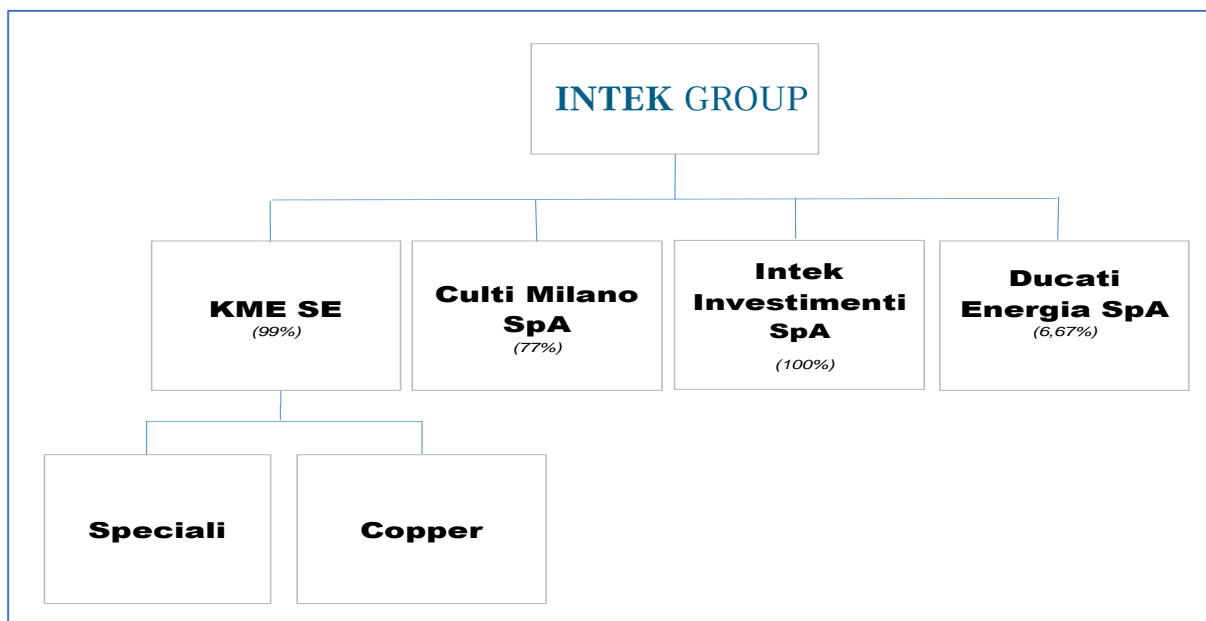 INTEK GROUP
KME SE
(99%)
Culti Milano
SpA
(77%)
Intek
Investimenti
SpA
(100%)
Ducati
Energia SpA
(6,67%)
Speciali
Copper